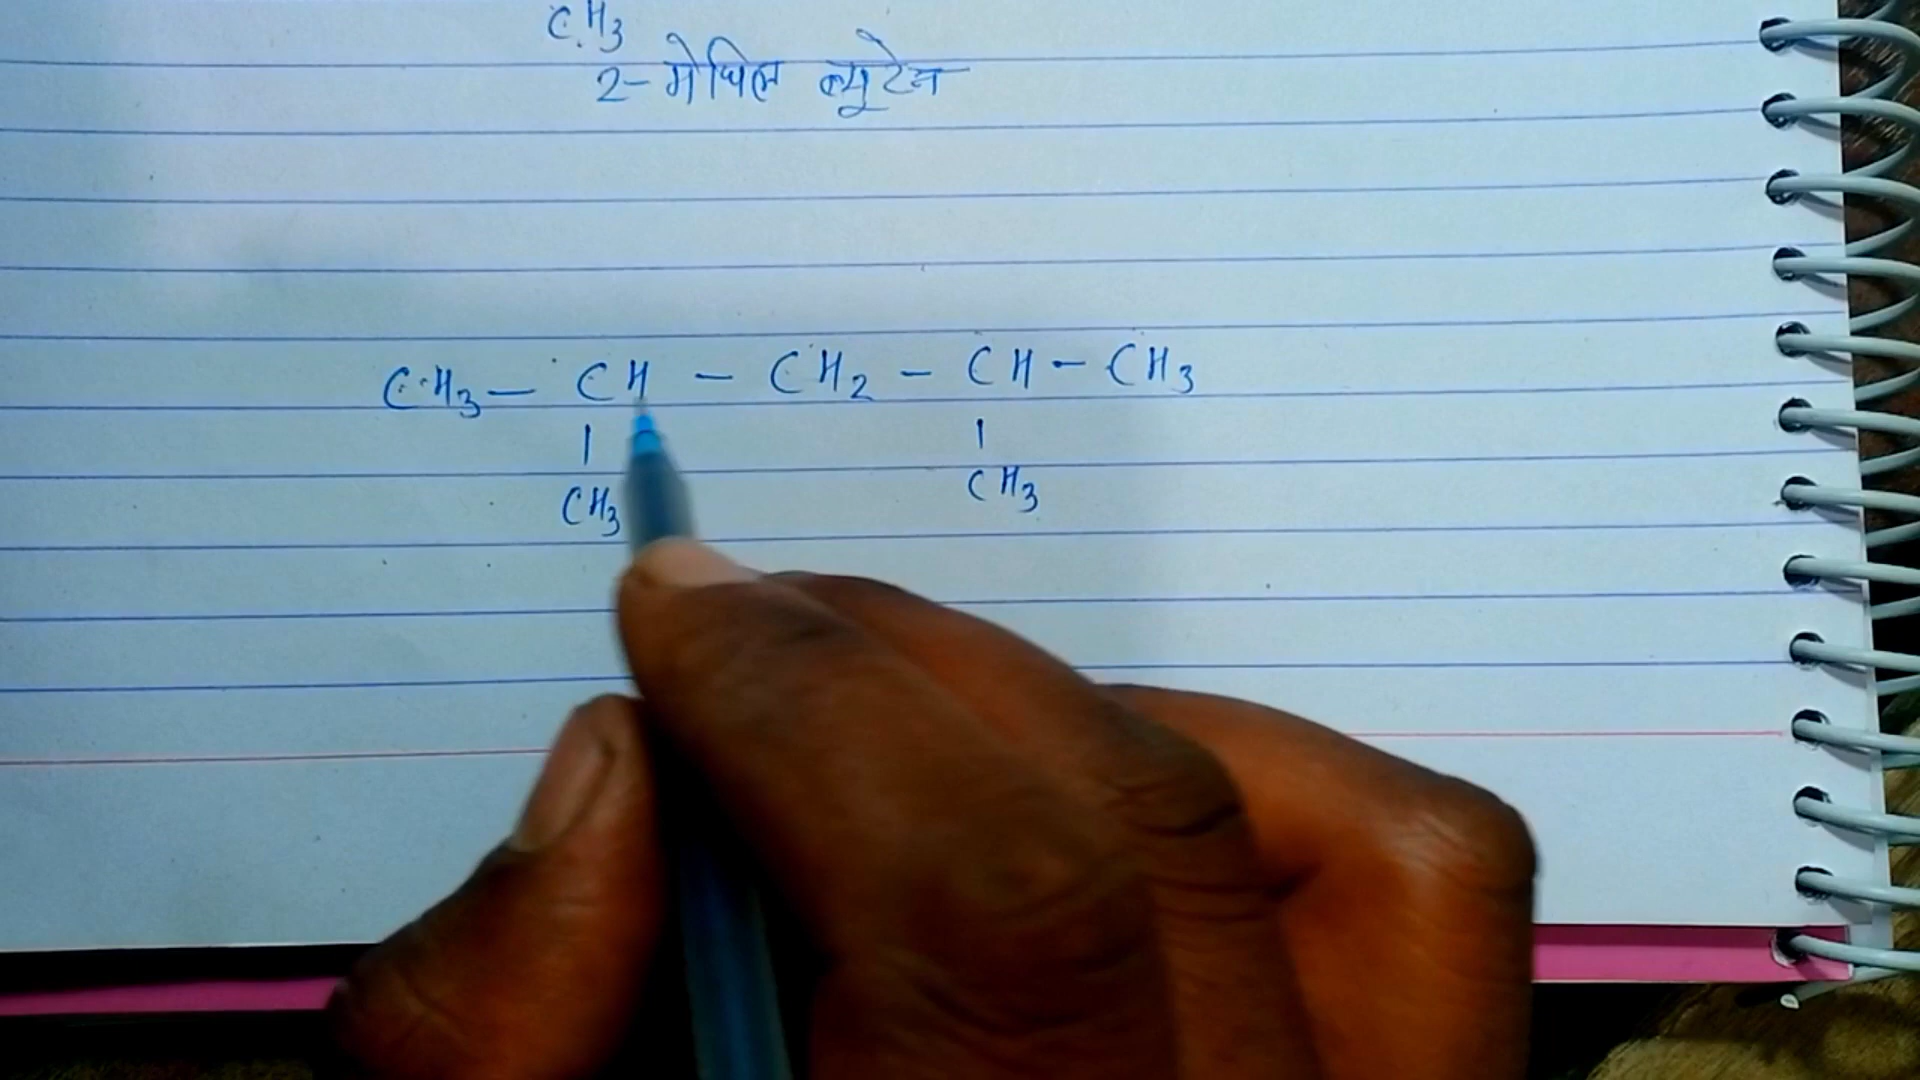 CH3
2- मेथिल ब्यूटेन
CH3 — CH — CH2 — CH — CH3
| |
CH3 CH3